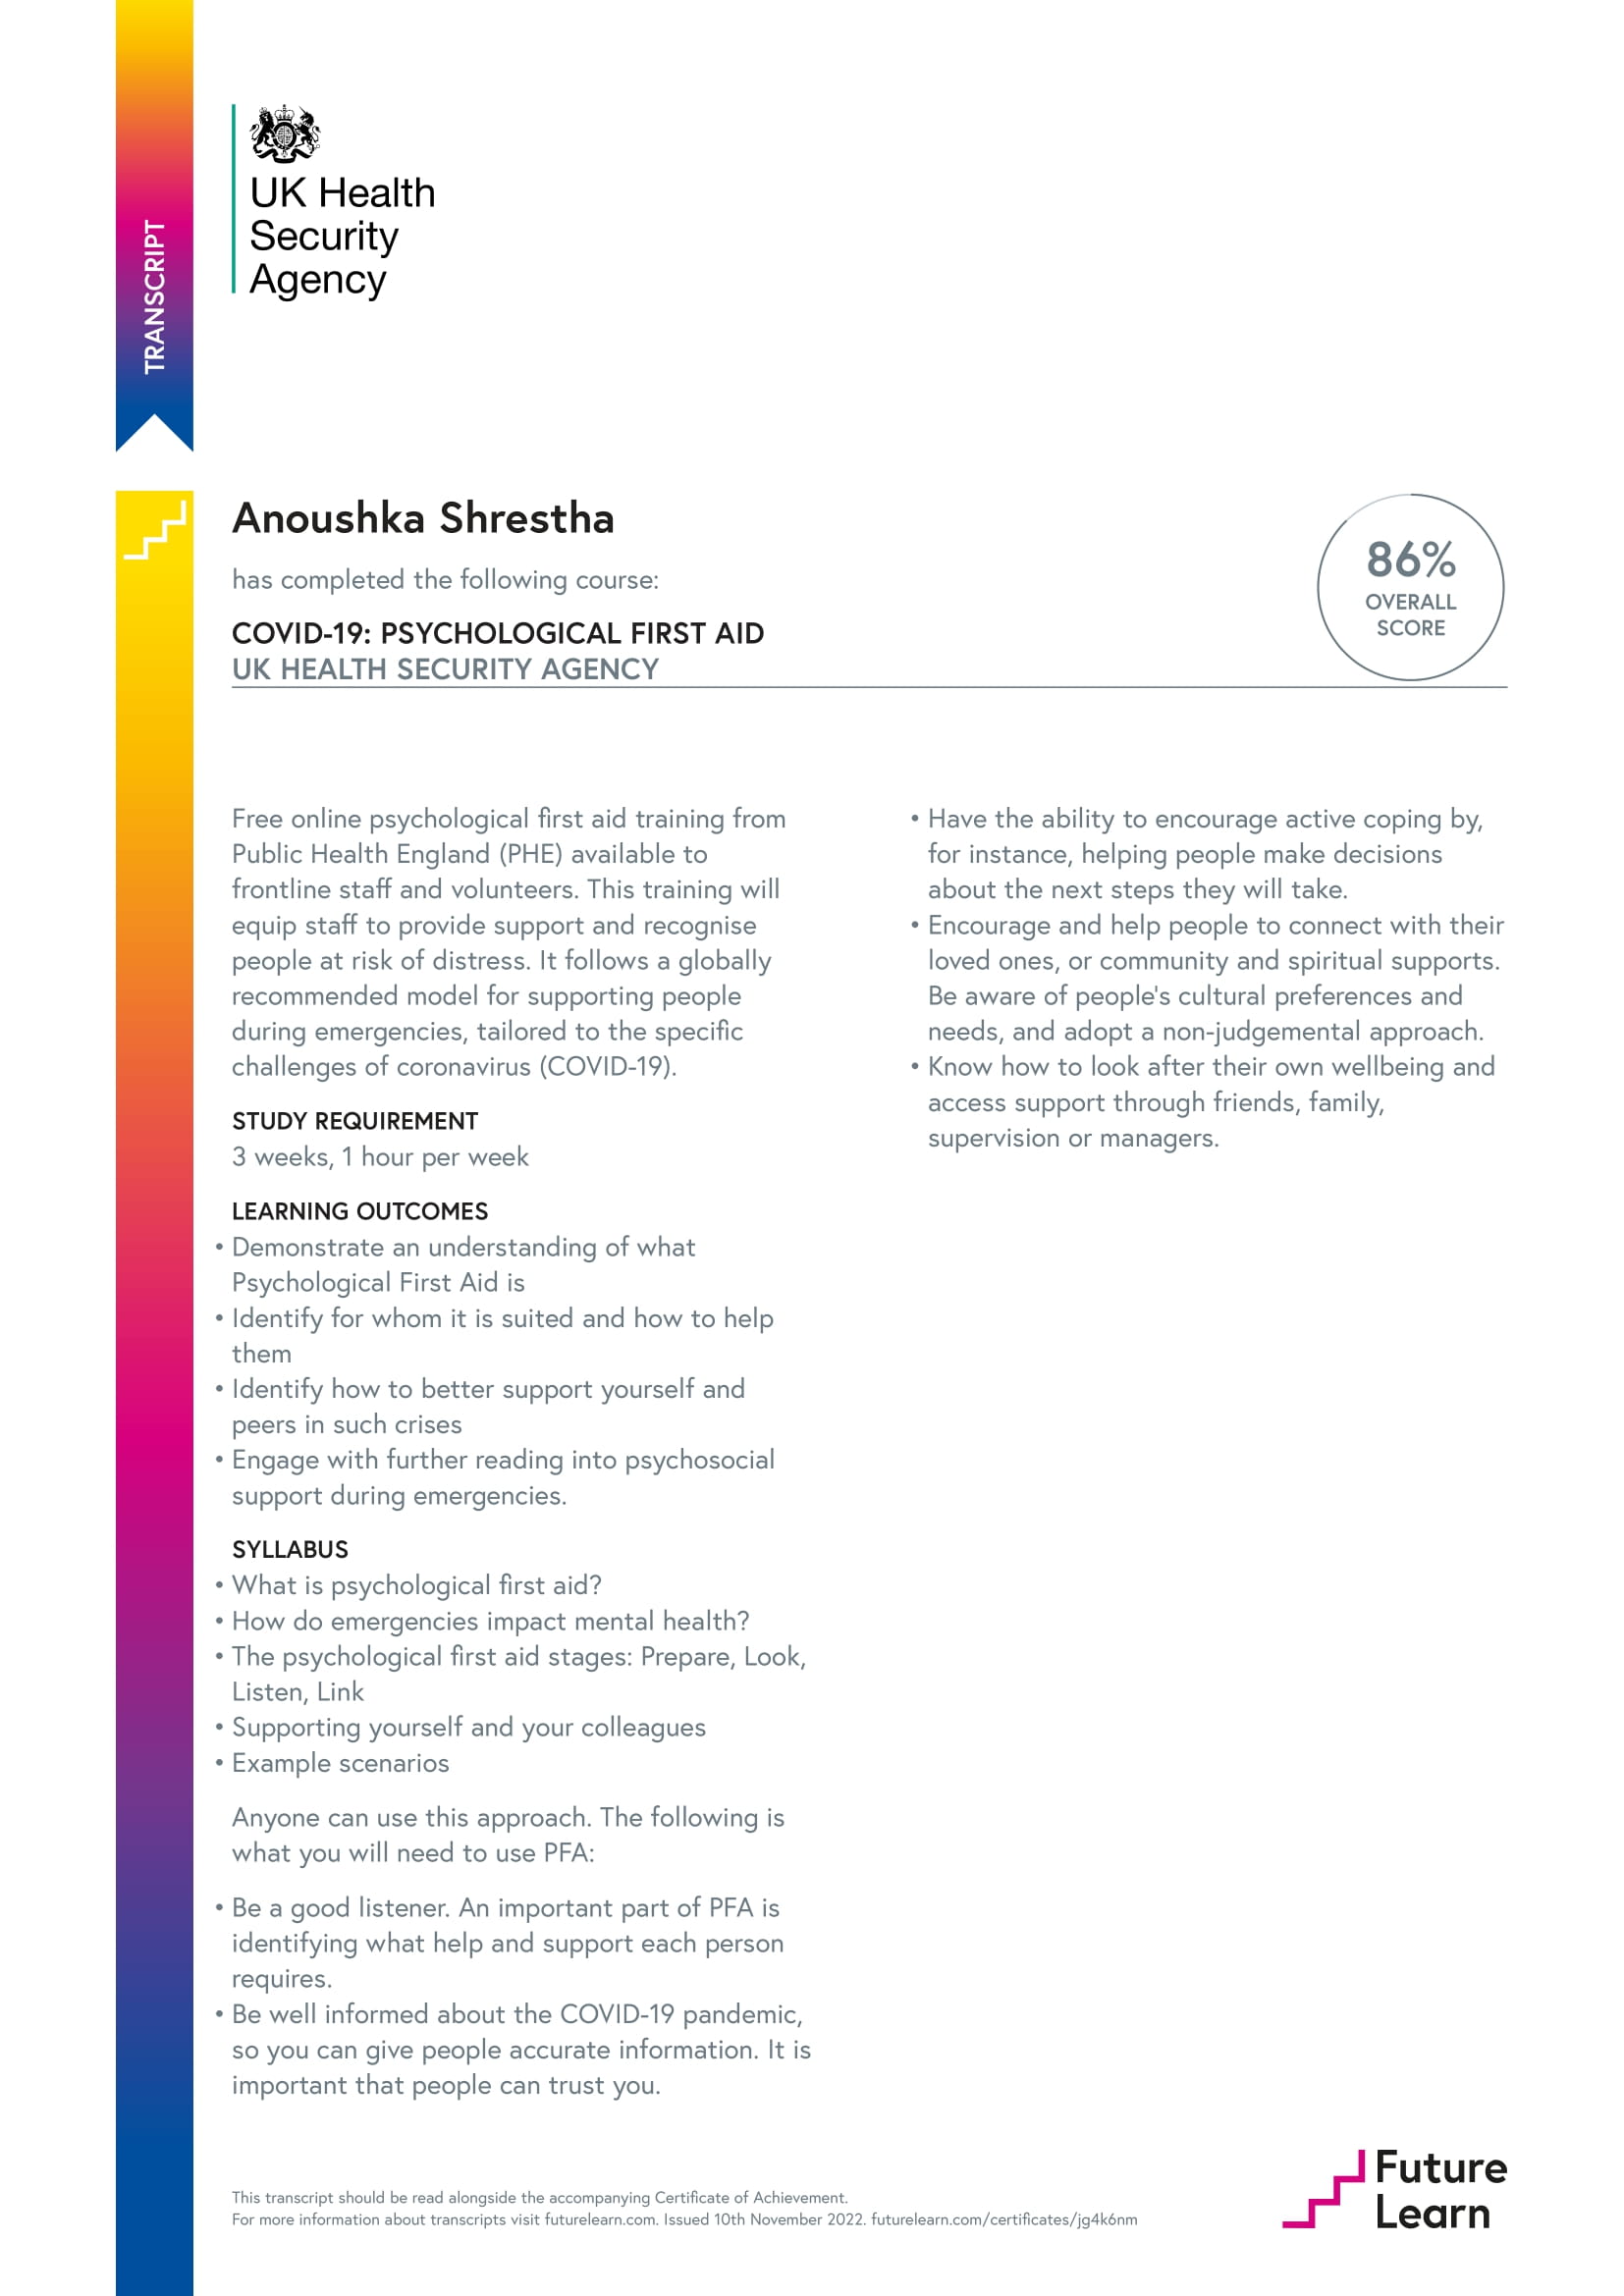 TRANSCRIPT
UK Health
Security
Agency
Anoushka Shrestha
has completed the following course:
COVID-19: PSYCHOLOGICAL FIRST AID
UK HEALTH SECURITY AGENCY
86%
OVERALL
SCORE
Free online psychological first aid training from
Public Health England (PHE) available to
frontline staff and volunteers. This training will
equip staff to provide support and recognise
people at risk of distress. It follows a globally
recommended model for supporting people
during emergencies, tailored to the specific
challenges of coronavirus (COVID-19).
STUDY REQUIREMENT
3 weeks, 1 hour per week
LEARNING OUTCOMES
• Demonstrate an understanding of what
Psychological First Aid is
• Identify for whom it is suited and how to help
them
• Identify how to better support yourself and
peers in such crises
• Engage with further reading into psychosocial
support during emergencies.
SYLLABUS
• What is psychological first aid?
• How do emergencies impact mental health?
• The psychological first aid stages: Prepare, Look,
Listen, Link
• Supporting yourself and your colleagues
• Example scenarios
Anyone can use this approach. The following is
what you will need to use PFA:
• Be a good listener. An important part of PFA is
identifying what help and support each person
requires.
• Be well informed about the COVID-19 pandemic,
so you can give people accurate information. It is
important that people can trust you.
• Have the ability to encourage active coping by,
for instance, helping people make decisions
about the next steps they will take.
• Encourage and help people to connect with their
loved ones, or community and spiritual supports.
Be aware of people's cultural preferences and
needs, and adopt a non-judgemental approach.
• Know how to look after their own wellbeing and
access support through friends, family,
supervision or managers.
This transcript should be read alongside the accompanying Certificate of Achievement.
For more information about transcripts visit futurelearn.com. Issued 10th November 2022. futurelearn.com/certificates/jg4k6nm
Future
Learn